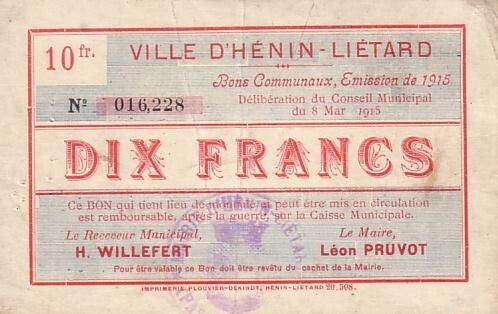 10 fr.
VILLE D'HÉNIN-LIÉTARD
Bons Communaux, Emission de 1915
Nº 016,228
Délibération du Conseil Municipal
du 8 Mar 1915
DIX FRANCS
Ce BON qui tient lieu de monnaie et peut être mis en circulation
est remboursable, après la guerre, sur la Caisse Municipale.
Le Receveur Municipal,
Le Maire,
H. WILLEFERT
Léon PRUVOT
Pour être valable ce Bon doit être revêtu du cachet de la Mairie.
IMPRIMERIE PLOUVIER-DEKINDT, HÉNIN-LIÉTARD 20.508.